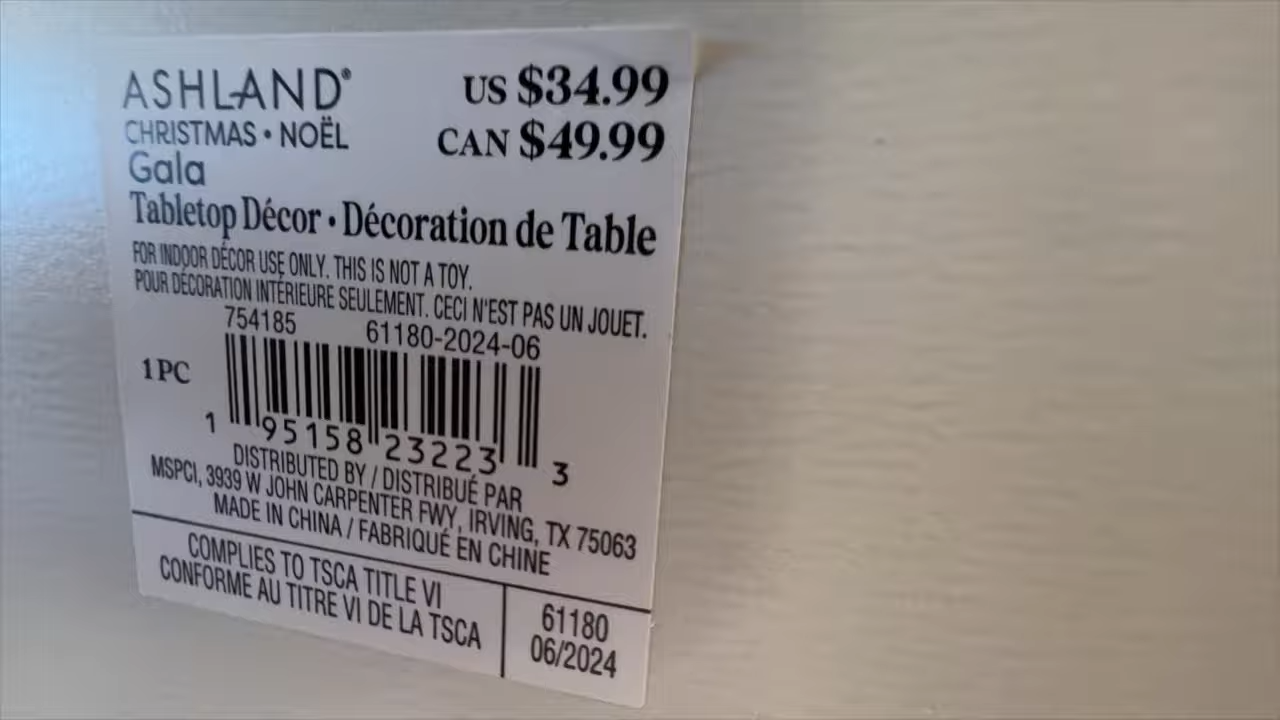 ASHLAND®
CHRISTMAS • NOËL
Gala
US $34.99
CAN $49.99
Tabletop Décor • Décoration de Table
FOR INDOOR DÉCOR USE ONLY. THIS IS NOT A TOY.
POUR DÉCORATION INTÉRIEURE SEULEMENT. CECI N'EST PAS UN JOUET.
754185 61180-2024-06
1 PC
1 95158 23223 3
DISTRIBUTED BY / DISTRIBUÉ PAR
MSPCI, 3939 W JOHN CARPENTER FWY, IRVING, TX 75063
MADE IN CHINA / FABRIQUÉ EN CHINE
COMPLIES TO TSCA TITLE VI
CONFORME AU TITRE VI DE LA TSCA
61180
06/2024